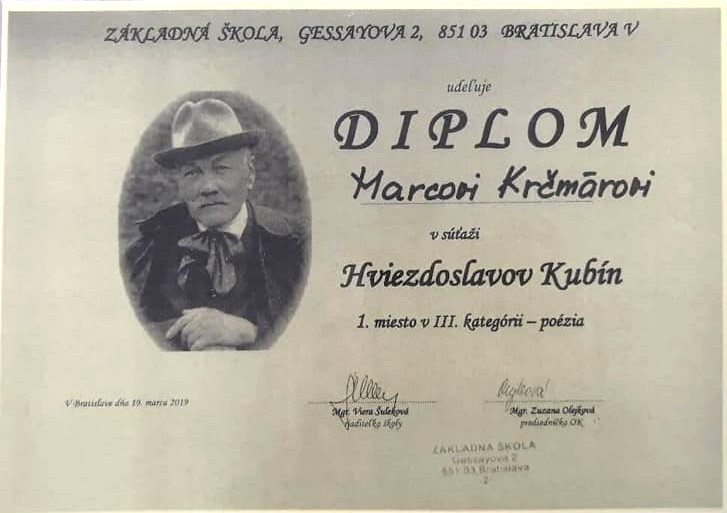 ZÁKLADNÁ ŠKOLA, GESSAYOVA 2, 851 03 BRATISLAVA V
udeľuje
DIPLOM
Marcovi Krčmárovi
v súťaži
Hviezdoslavov Kubín
1. miesto v III. kategórii – poézia
V Bratislave dňa 19. marca 2019
Mgr. Viera Šuleková
riaditeľka školy
Mgr. Zuzana Olejková
predsedníčka OK
ZÁKLADNÁ ŠKOLA
Gessayova 2
851 03 Bratislava
-2-